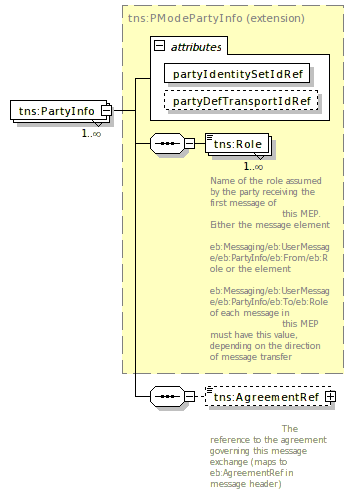 tns:PModePartyInfo (extension)
attributes
partyIdentitySetIdRef
partyDefTransportIdRef
tns:PartyInfo
1..∞
tns:Role
1..∞
Name of the role assumed
by the party receiving the
first message of
this MEP.
Either the message element
eb:Messaging/eb:UserMessag
e/eb:PartyInfo/eb:From/eb:R
ole or the element
eb:Messaging/eb:UserMessag
e/eb:PartyInfo/eb:To/eb:Role
of each message in
this MEP
must have this value,
depending on the direction
of message transfer
tns:AgreementRef
The
reference to the agreement
governing this message
exchange (maps to
eb:AgreementRef in
message header)